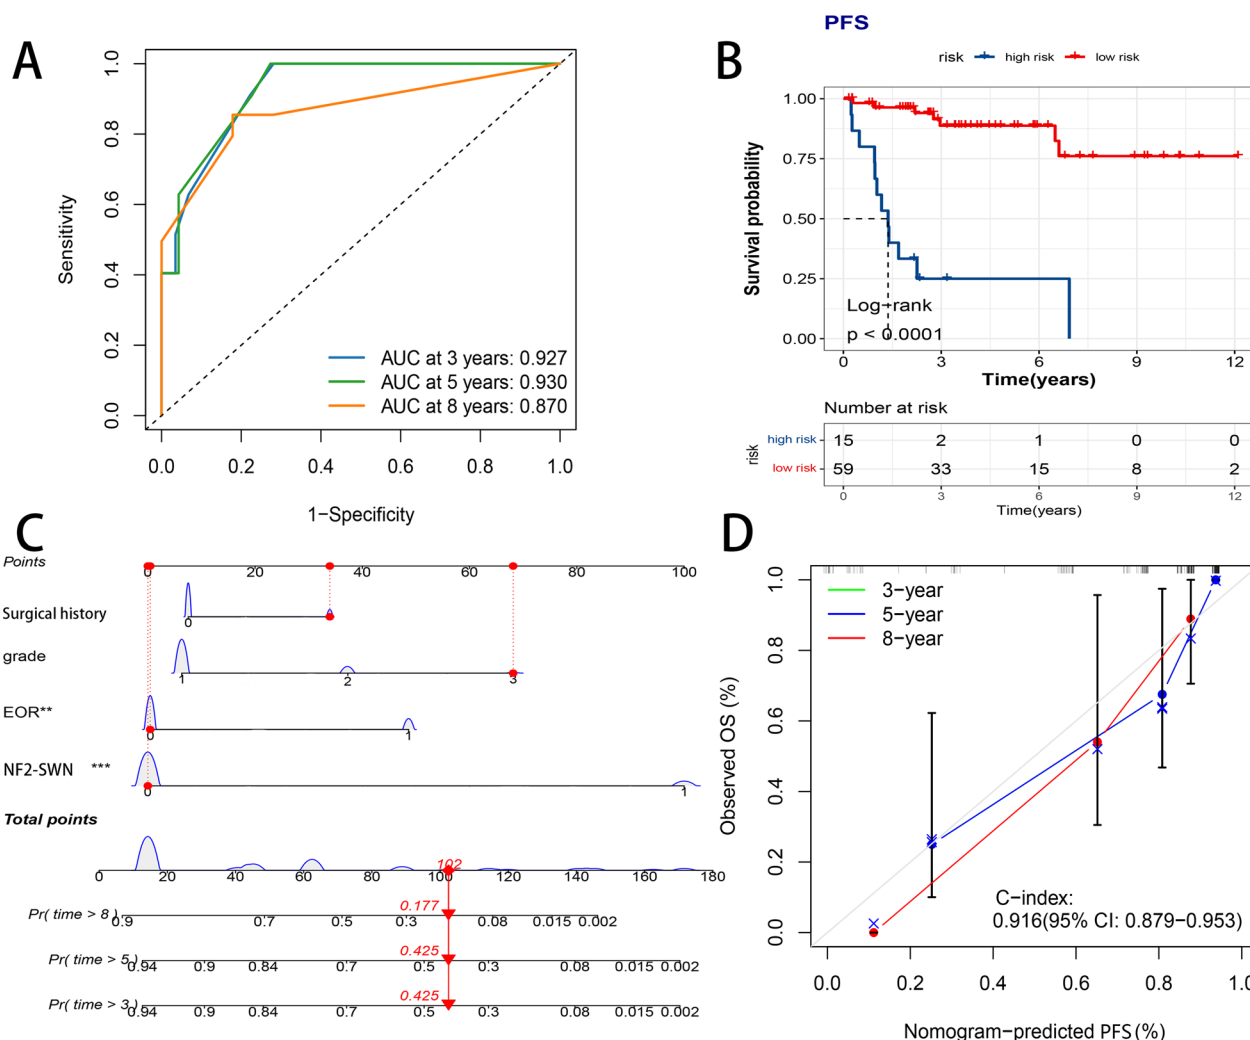 A
1.0
0.8
0.6
0.4
0.2
0.0
Sensitivity
AUC at 3 years: 0.927
AUC at 5 years: 0.930
AUC at 8 years: 0.870
0.0 0.2 0.4 0.6 0.8 1.0
1−Specificity
PFS
B
risk high risk low risk
1.00
0.75
0.50
0.25
0.00
Survival probability
Log−rank
p < 0.0001
0 3 6 9 12
Time(years)
Number at risk
risk
high risk 15 2 1 0 0
low risk 59 33 15 8 2
0 3 6 9 12
Time(years)
C
Points
0 20 40 60 80 100
Surgical history
0
grade
1 2 3
EOR**
0 1
NF2-SWN ***
0 1
Total points
102
0 20 40 60 80 100 120 140 160 180
0.177
Pr( time > 8 )
0.9 0.7 0.5 0.3 0.08 0.015 0.002
0.425
Pr( time > 5 )
0.94 0.9 0.84 0.7 0.5 0.3 0.08 0.015 0.002
0.425
Pr( time > 3 )
0.94 0.9 0.84 0.7 0.5 0.3 0.08 0.015 0.002
D
3−year
5−year
8−year
1.0
0.8
0.6
0.4
0.2
0.0
Observed OS (%)
C−index:
0.916(95% CI: 0.879−0.953)
0.0 0.2 0.4 0.6 0.8 1.0
Nomogram−predicted PFS (%)